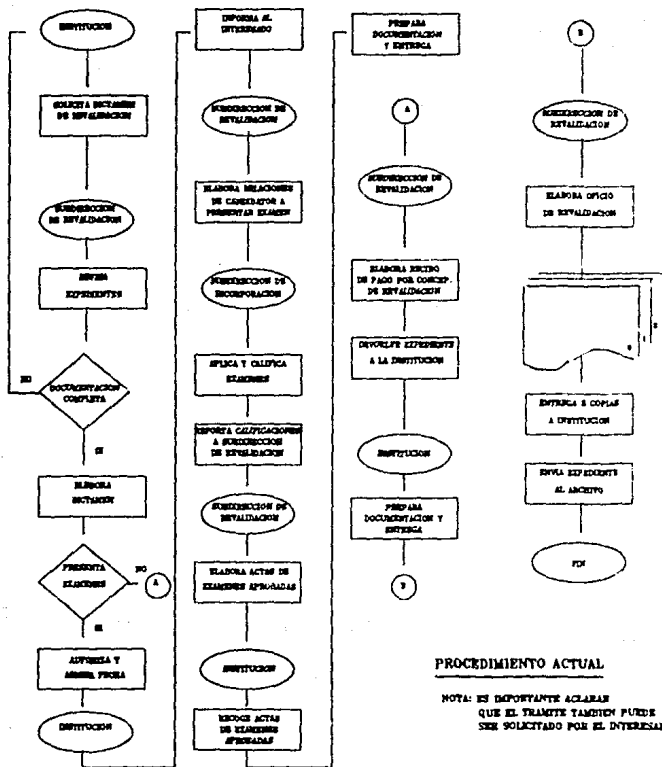 INSTITUCION
SOLICITA DICTAMEN
DE REVALIDACION
SUBDIRECCION
DE REVALIDACION
REVISA
EXPEDIENTES
NO
DOCUMENTACION
COMPLETA
SI
ELABORA
DICTAMEN
PRESENTA
EXAMENES
NO
A
SI
AUTORIZA Y
ASIGNA FECHA
INSTITUCION
INFORMA AL
INTERESADO
SUBDIRECCION DE
REVALIDACION
ELABORA RELACIONES
DE CANDIDATOS A
PRESENTAR EXAMEN
SUBDIRECCION DE
INCORPORACION
APLICA Y CALIFICA
EXAMENES
REPORTA CALIFICACIONES
A SUBDIRECCION
DE REVALIDACION
SUBDIRECCION DE
REVALIDACION
ELABORA ACTAS DE
EXAMENES APROBADAS
INSTITUCION
RECOGE ACTAS
DE EXAMENES
APROBADAS
PREPARA
DOCUMENTACION
Y ENTREGA
A
SUBDIRECCION DE
REVALIDACION
ELABORA RECIBO
DE PAGO POR CONCEP.
DE REVALIDACION
DEVUELVE EXPEDIENTE
A LA INSTITUCION
INSTITUCION
PREPARA
DOCUMENTACION Y
ENTREGA
B
B
SUBDIRECCION DE
REVALIDACION
ELABORA OFICIO
DE REVALIDACION
0
1
2
ENTREGA 2 COPIAS
A INSTITUCION
ENVIA EXPEDIENTE
AL ARCHIVO
FIN
PROCEDIMIENTO ACTUAL
NOTA: ES IMPORTANTE ACLARAR
QUE EL TRAMITE TAMBIEN PUEDE
SER SOLICITADO POR EL INTERESAD